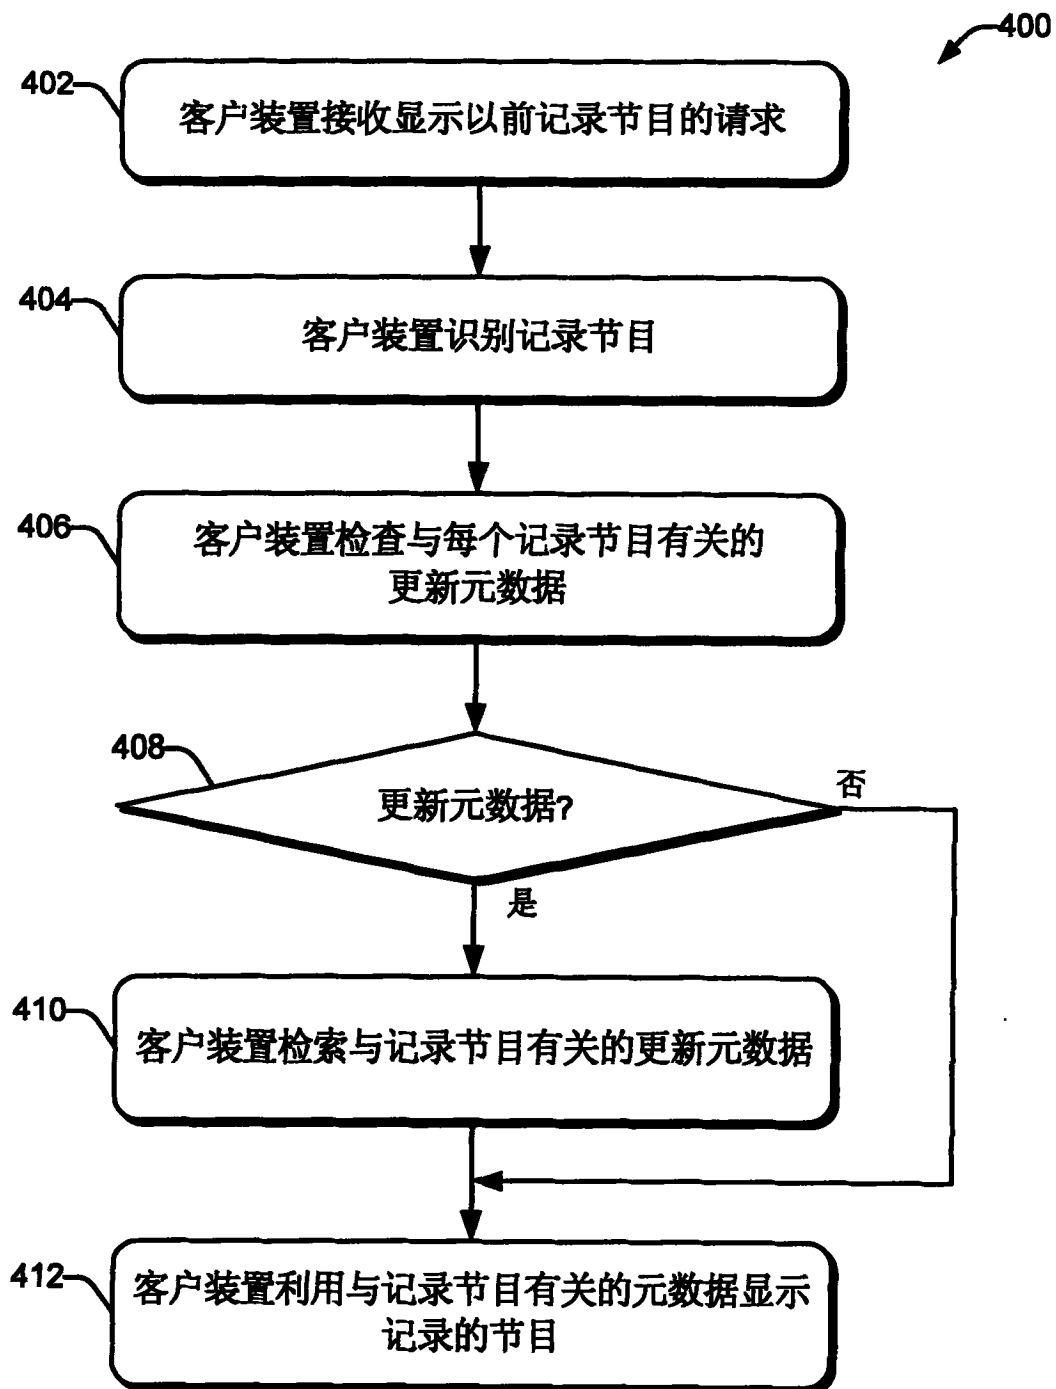 400
402
客户装置接收显示以前记录节目的请求
404
客户装置识别记录节目
406
客户装置检查与每个记录节目有关的
更新元数据
408
更新元数据?
否
是
410
客户装置检索与记录节目有关的更新元数据
412
客户装置利用与记录节目有关的元数据显示
记录的节目